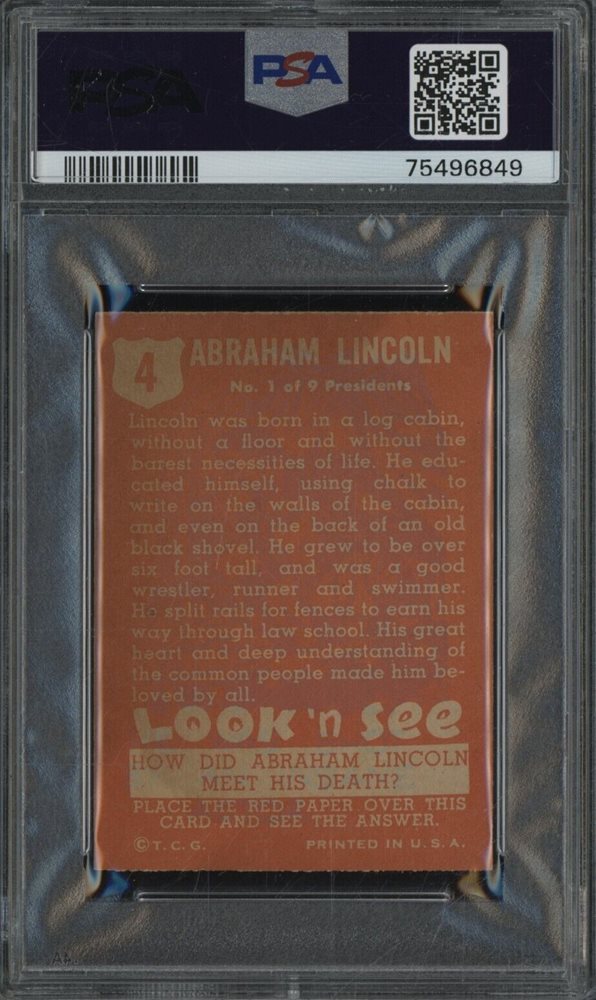 PSA
PSA
75496849
4
ABRAHAM LINCOLN
No. 1 of 9 Presidents
Lincoln was born in a log cabin,
without a floor and without the
barest necessities of life. He edu-
cated himself, using chalk to
write on the walls of the cabin,
and even on the back of an old
black shovel. He grew to be over
six foot tall, and was a good
wrestler, runner and swimmer.
He split rails for fences to earn his
way through law school. His great
heart and deep understanding of
the common people made him be-
loved by all.
LOOK 'n SEE
HOW DID ABRAHAM LINCOLN
MEET HIS DEATH?
PLACE THE RED PAPER OVER THIS
CARD AND SEE THE ANSWER.
© T. C. G. PRINTED IN U. S. A.